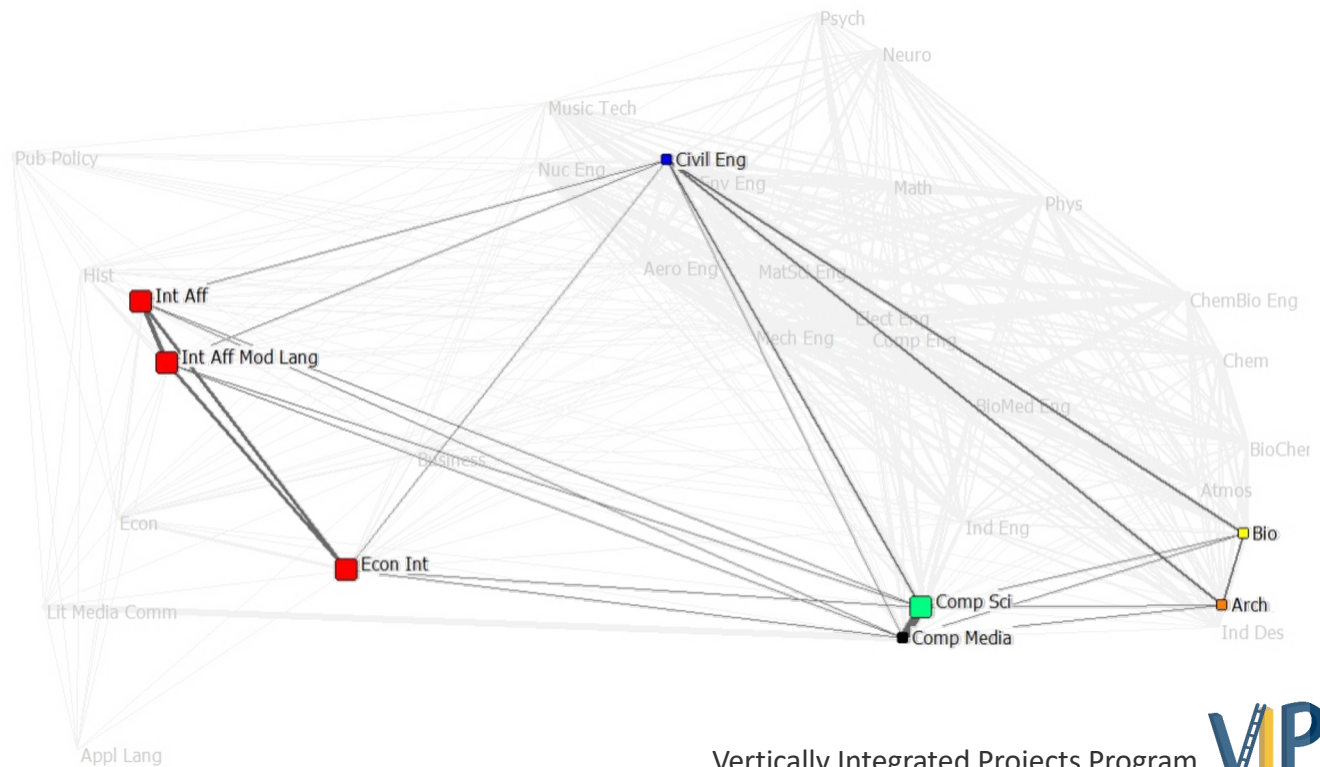 Psych
Neuro
Music Tech
Pub Policy
Civil Eng
Nuc Eng
Env Eng
Math
Phys
Hist
Aero Eng
MatSci Eng
Int Aff
ChemBio Eng
Elect Eng
Mech Eng
Comp Eng
Int Aff Mod Lang
Chem
BioMed Eng
BioChem
Business
Atmos
Econ
Ind Eng
Bio
Econ Int
Comp Sci
Arch
Lit Media Comm
Ind Des
Comp Media
Appl Lang
Vertically Integrated Projects Program
VIP